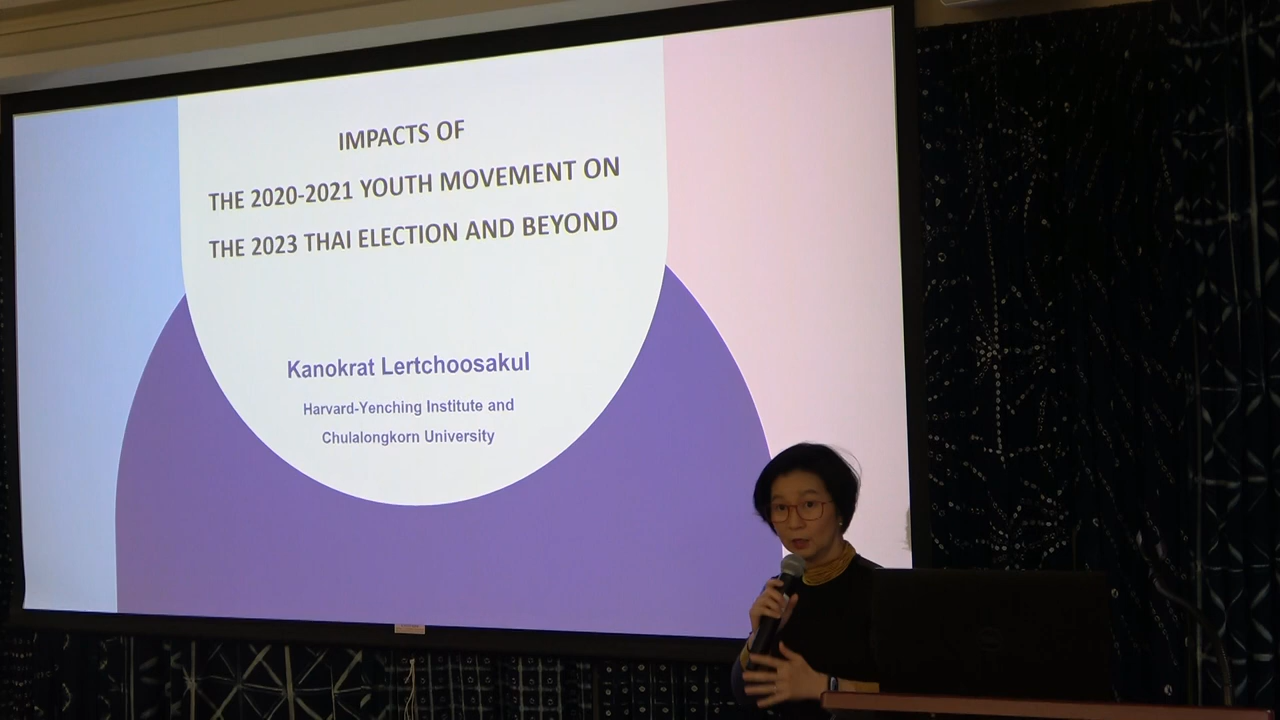 IMPACTS OF
THE 2020-2021 YOUTH MOVEMENT ON
THE 2023 THAI ELECTION AND BEYOND
Kanokrat Lertchoosakul
Harvard-Yenching Institute and
Chulalongkorn University